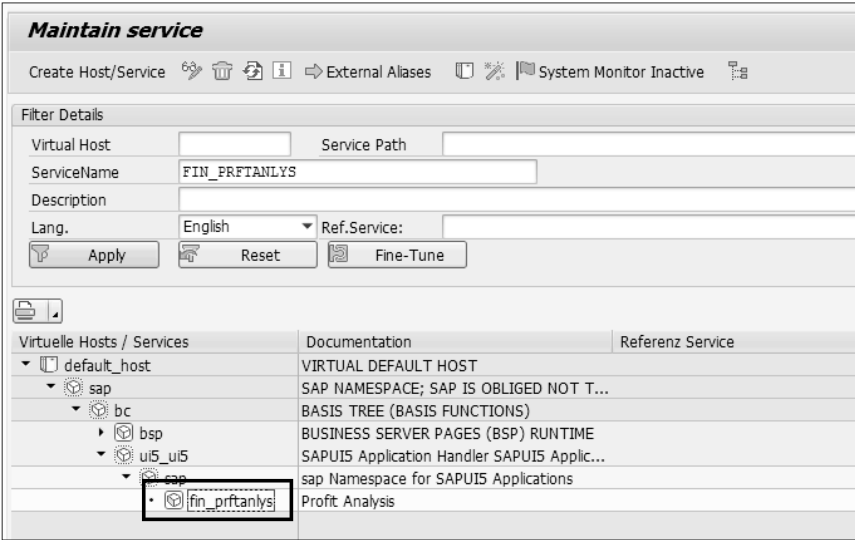 Maintain service
Create Host/Service External Aliases System Monitor Inactive
Filter Details
Virtual Host Service Path
ServiceName FIN_PRFTANLYS
Description
Lang. English Ref.Service:
Apply Reset Fine-Tune
Virtuelle Hosts / Services Documentation Referenz Service
default_host VIRTUAL DEFAULT HOST
sap SAP NAMESPACE; SAP IS OBLIGED NOT T...
bc BASIS TREE (BASIS FUNCTIONS)
bsp BUSINESS SERVER PAGES (BSP) RUNTIME
ui5_ui5 SAPUI5 Application Handler SAPUI5 Applic...
sap sap Namespace for SAPUI5 Applications
fin_prftanlys Profit Analysis